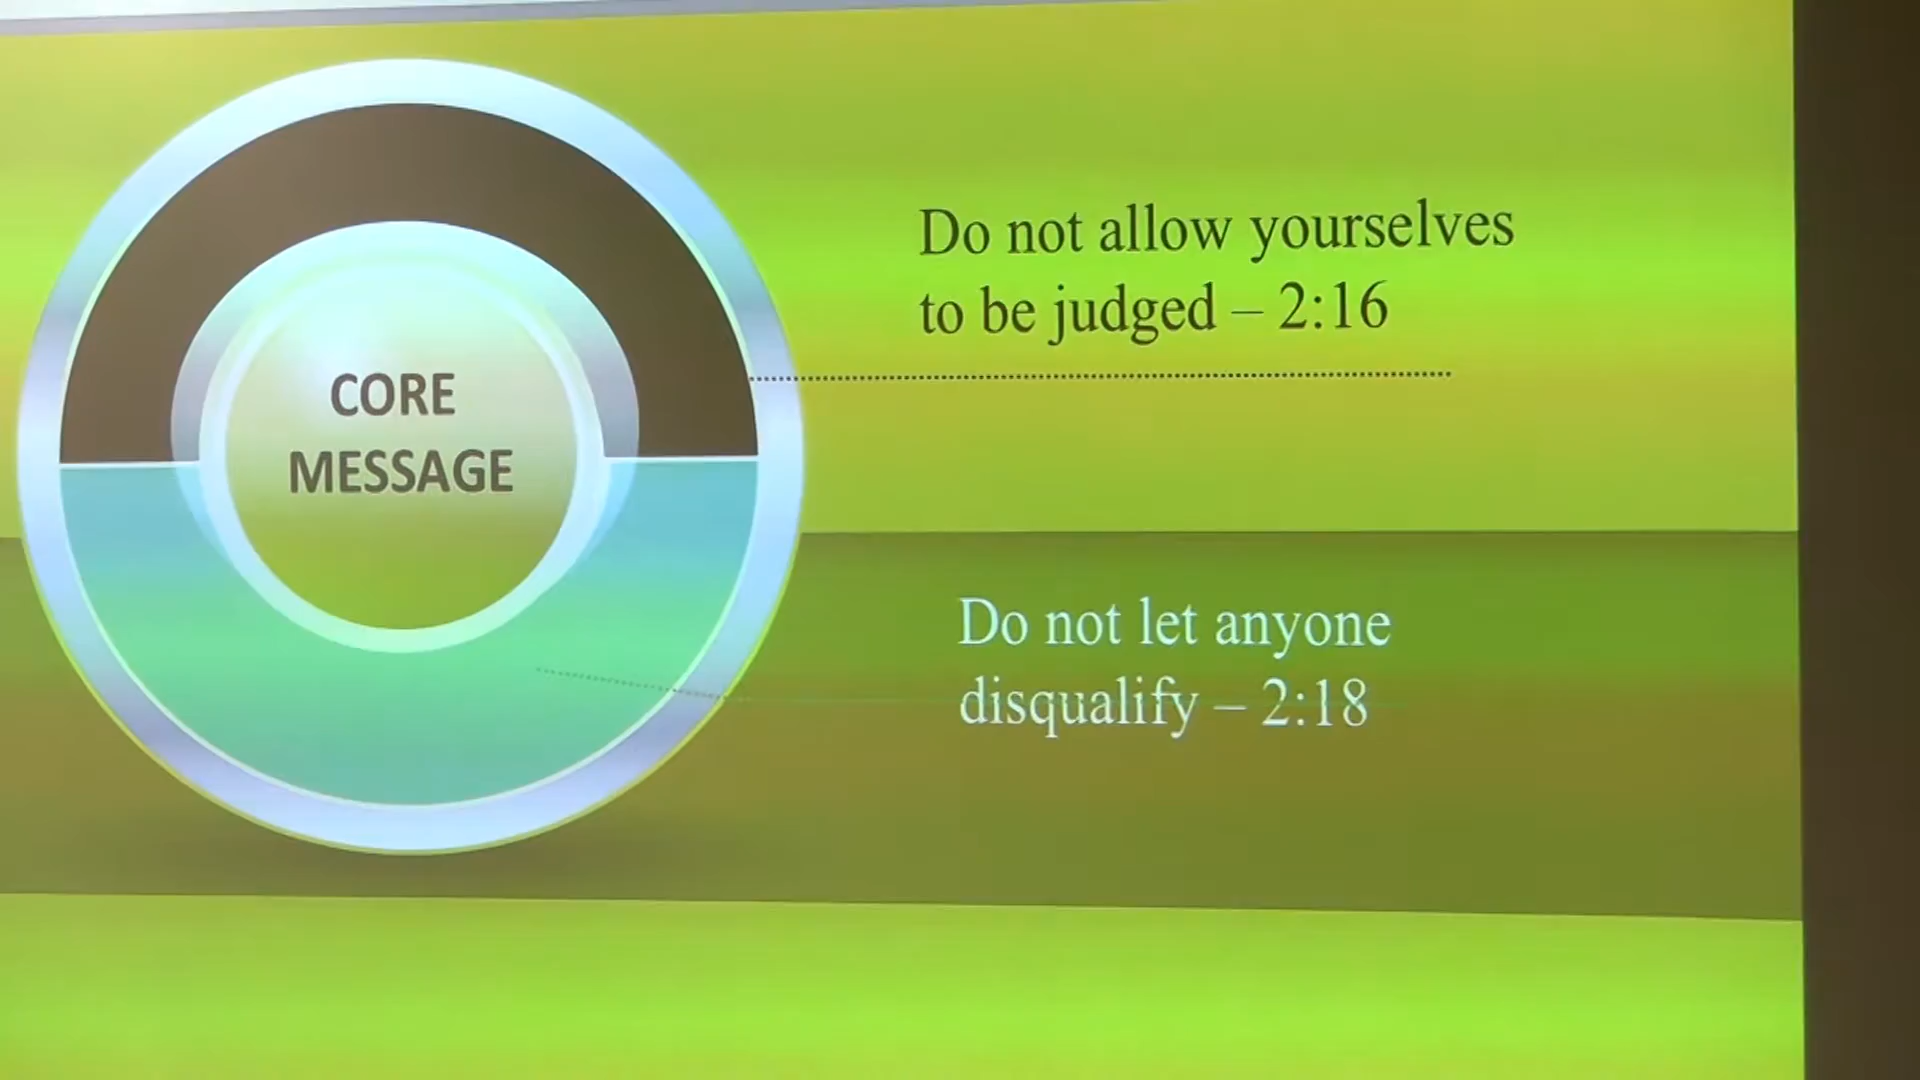 CORE
MESSAGE
Do not allow yourselves
to be judged – 2:16
Do not let anyone
disqualify – 2:18